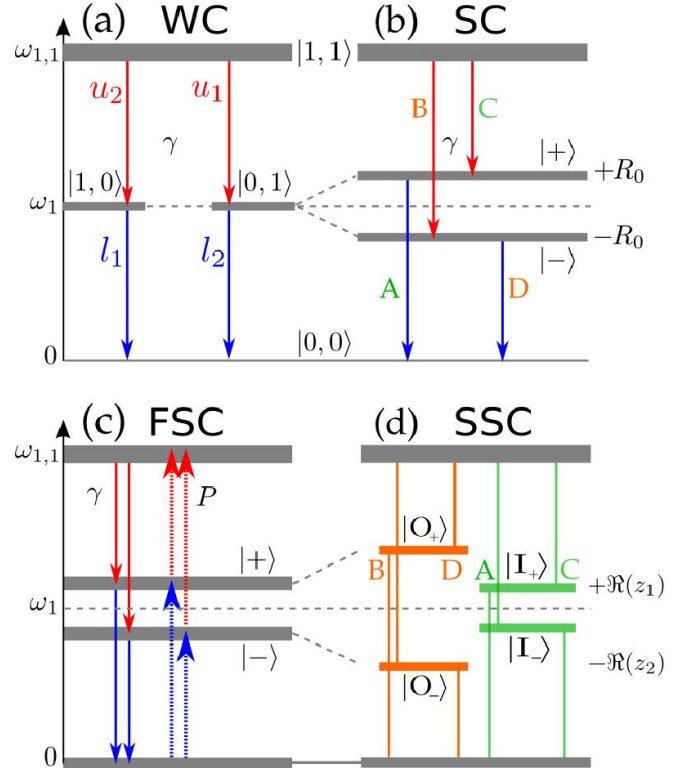 (a) WC
(b) SC
ω₁,₁
|1,1⟩
u₂
u₁
B
C
γ
γ
|1,0⟩
|0,1⟩
|+⟩
+R₀
ω₁
−R₀
|−⟩
l₁
l₂
A
D
|0,0⟩
0
(c) FSC
(d) SSC
ω₁,₁
γ
P
|O₊⟩
B
D
A
|I₊⟩
C
|+⟩
+ℜ(z₁)
ω₁
|−⟩
|I₋⟩
−ℜ(z₂)
|O₋⟩
0